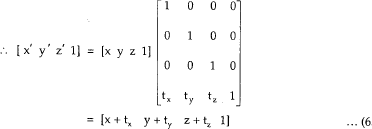 1 0 0 0
0 1 0 0
∴ [ x′ y′ z′ 1] = [x y z 1]
0 0 1 0
tx ty tz 1
= [x + tx y + ty z + tz 1] ... (6